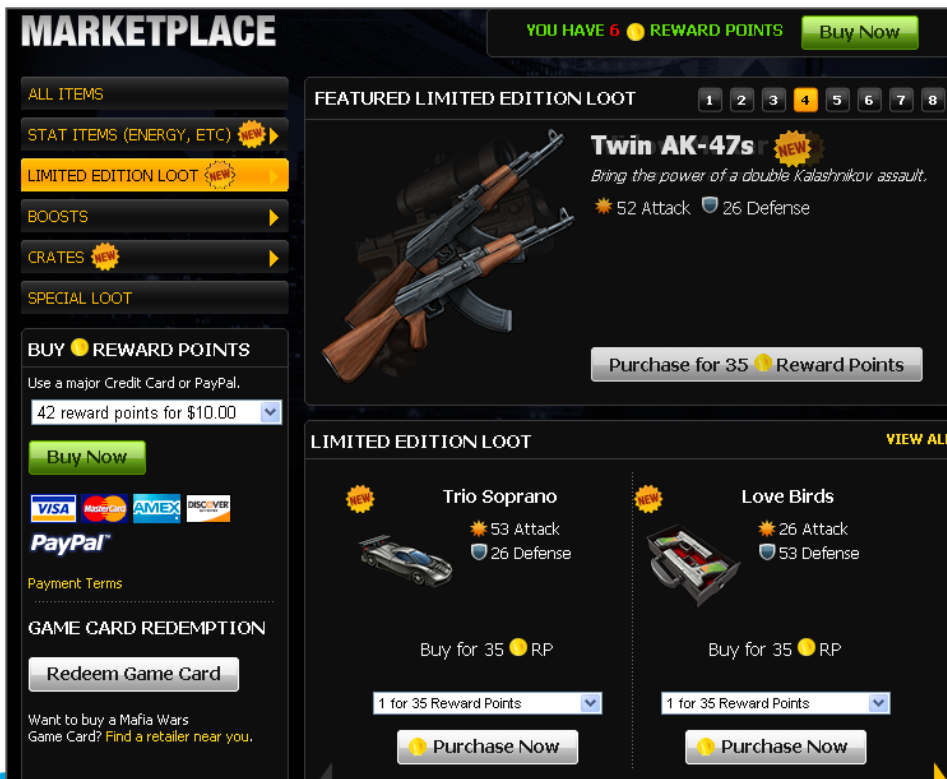 MARKETPLACE
YOU HAVE 6 REWARD POINTS
Buy Now
ALL ITEMS
STAT ITEMS (ENERGY, ETC) NEW
LIMITED EDITION LOOT NEW
BOOSTS
CRATES NEW
SPECIAL LOOT
BUY REWARD POINTS
Use a major Credit Card or PayPal.
42 reward points for $10.00
Buy Now
VISA MasterCard AMEX DISCOVER NETWORK
PayPal™
Payment Terms
GAME CARD REDEMPTION
Redeem Game Card
Want to buy a Mafia Wars
Game Card? Find a retailer near you.
FEATURED LIMITED EDITION LOOT
1 2 3 4 5 6 7 8
Twin AK-47s NEW
Bring the power of a double Kalashnikov assault.
52 Attack 26 Defense
Purchase for 35 Reward Points
LIMITED EDITION LOOT
VIEW ALL
NEW
Trio Soprano
53 Attack
26 Defense
Buy for 35 RP
1 for 35 Reward Points
Purchase Now
NEW
Love Birds
26 Attack
53 Defense
Buy for 35 RP
1 for 35 Reward Points
Purchase Now